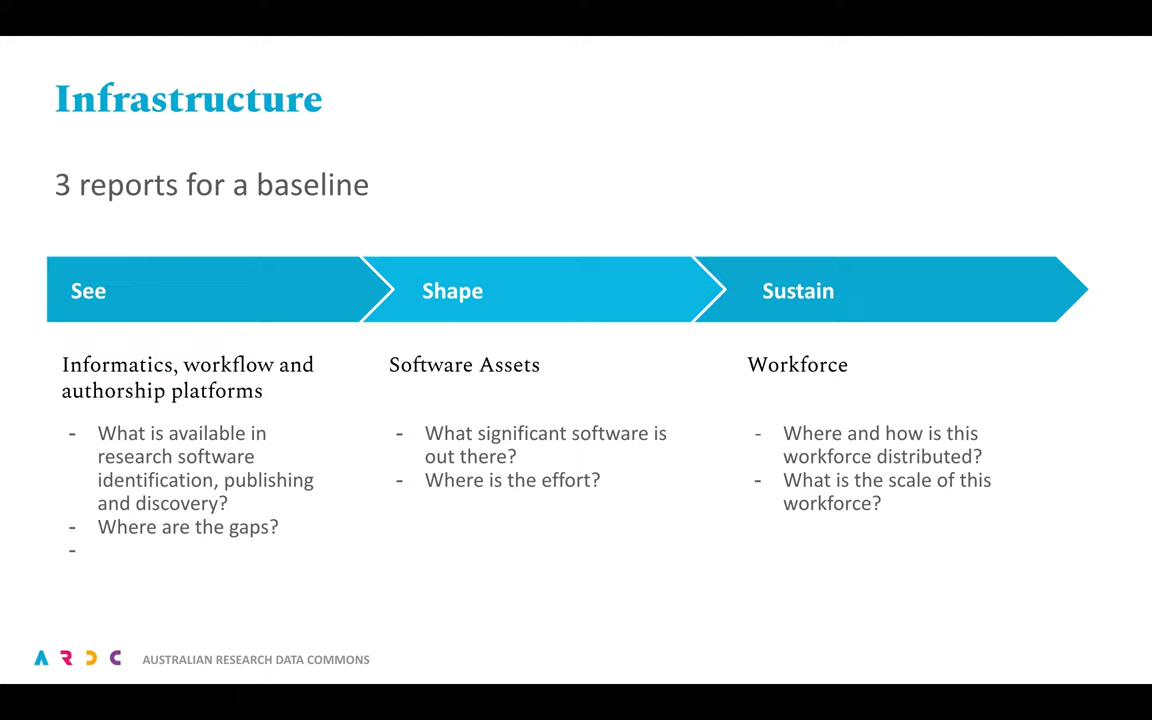 Infrastructure
3 reports for a baseline
See
Shape
Sustain
Informatics, workflow and
authorship platforms
- What is available in
research software
identification, publishing
and discovery?
- Where are the gaps?
-
Software Assets
- What significant software is
out there?
- Where is the effort?
Workforce
- Where and how is this
workforce distributed?
- What is the scale of this
workforce?
ARDC AUSTRALIAN RESEARCH DATA COMMONS